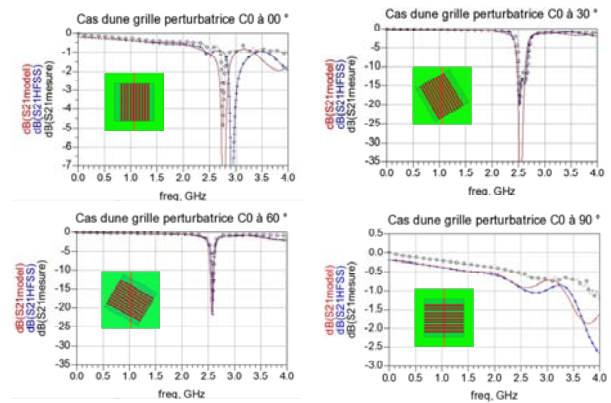 Cas dune grille perturbatrice C0 à 00 °
dB(S21model)
dB(S21HFSS)
dB(S21mesure)
0
-1
-2
-3
-4
-5
-6
-7
0.0 0.5 1.0 1.5 2.0 2.5 3.0 3.5 4.0
freq, GHz
Cas dune grille perturbatrice C0 à 30 °
dB(S21model)
dB(S21HFSS)
dB(S21mesure)
0
-5
-10
-15
-20
-25
-30
-35
0.0 0.5 1.0 1.5 2.0 2.5 3.0 3.5 4.0
freq, GHz
Cas dune grille perturbatrice C0 à 60 °
dB(S21model)
dB(S21HFSS)
dB(S21mesure)
0
-5
-10
-15
-20
-25
-30
-35
0.0 0.5 1.0 1.5 2.0 2.5 3.0 3.5 4.0
freq, GHz
Cas dune grille perturbatrice C0 à 90 °
dB(S21model)
dB(S21HFSS)
dB(S21mesure)
0.5
0.0
-0.5
-1.0
-1.5
-2.0
-2.5
-3.0
0.0 0.5 1.0 1.5 2.0 2.5 3.0 3.5 4.0
freq, GHz